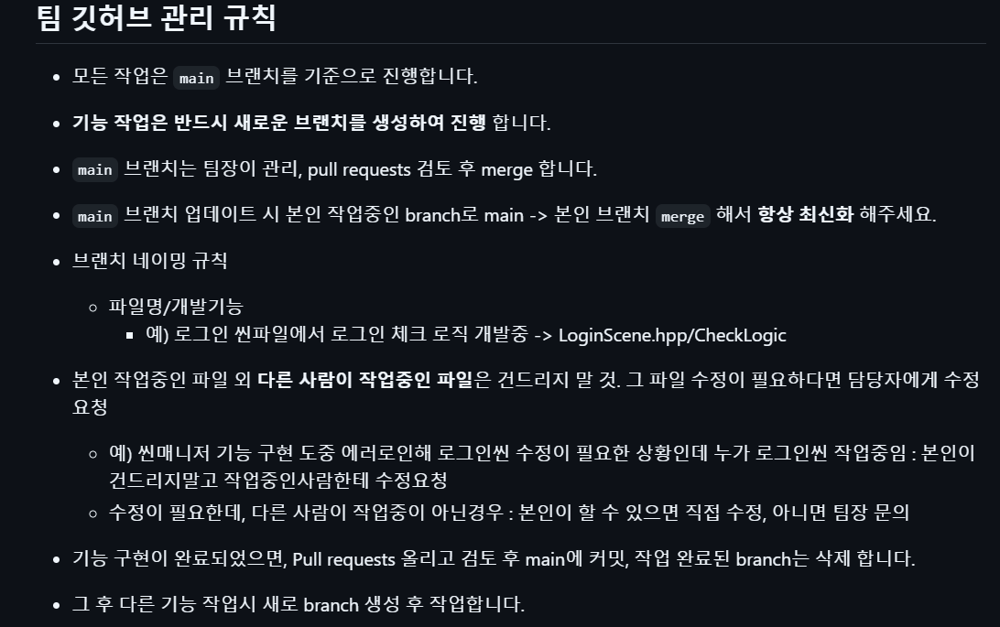 팀 깃허브 관리 규칙
모든 작업은 main 브랜치를 기준으로 진행합니다.
기능 작업은 반드시 새로운 브랜치를 생성하여 진행 합니다.
main 브랜치는 팀장이 관리, pull requests 검토 후 merge 합니다.
main 브랜치 업데이트 시 본인 작업중인 branch로 main -> 본인 브랜치 merge 해서 항상 최신화 해주세요.
브랜치 네이밍 규칙
파일명/개발기능
예) 로그인 씬파일에서 로그인 체크 로직 개발중 -> LoginScene.hpp/CheckLogic
본인 작업중인 파일 외 다른 사람이 작업중인 파일은 건드리지 말 것. 그 파일 수정이 필요하다면 담당자에게 수정
요청
예) 씬매니저 기능 구현 도중 에러로인해 로그인씬 수정이 필요한 상황인데 누가 로그인씬 작업중임 : 본인이
건드리지말고 작업중인사람한테 수정요청
수정이 필요한데, 다른 사람이 작업중이 아닌경우 : 본인이 할 수 있으면 직접 수정, 아니면 팀장 문의
기능 구현이 완료되었으면, Pull requests 올리고 검토 후 main에 커밋, 작업 완료된 branch는 삭제 합니다.
그 후 다른 기능 작업시 새로 branch 생성 후 작업합니다.